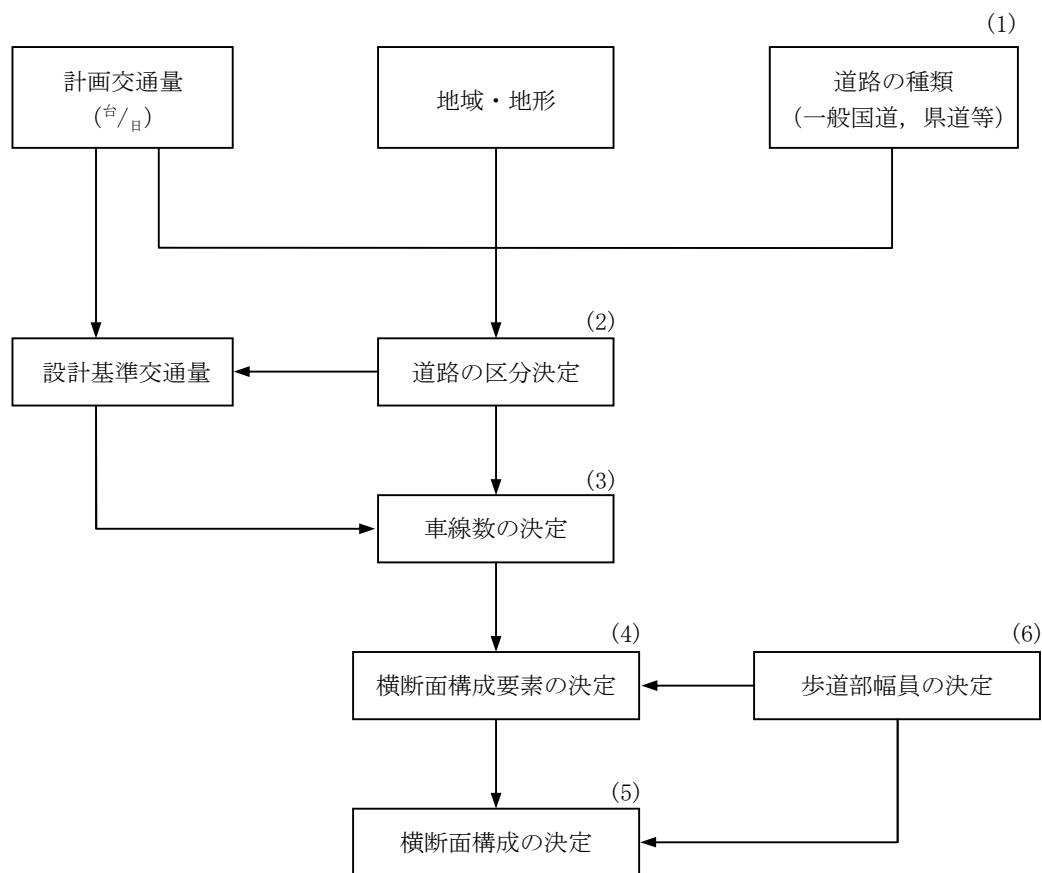 (1)
計画交通量
(台/日)
地域・地形
道路の種類
(一般国道，県道等)
(2)
設計基準交通量
道路の区分決定
(3)
車線数の決定
(4)
(6)
横断面構成要素の決定
歩道部幅員の決定
(5)
横断面構成の決定